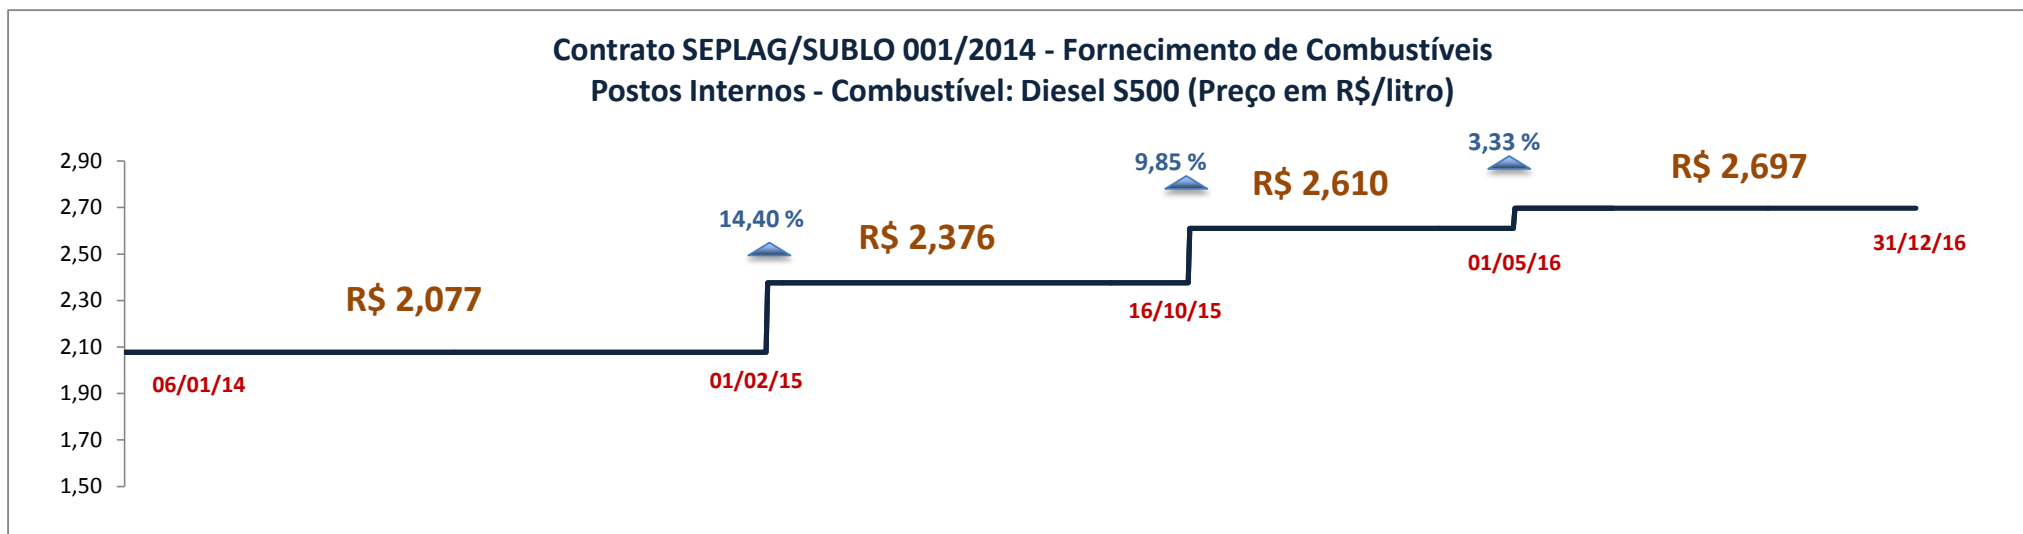 Contrato SEPLAG/SUBLO 001/2014 - Fornecimento de Combustíveis
Postos Internos - Combustível: Diesel S500 (Preço em R$/litro)
2,90
2,70
2,50
2,30
2,10
1,90
1,70
1,50
R$ 2,077
06/01/14
14,40 %
01/02/15
R$ 2,376
9,85 %
16/10/15
R$ 2,610
3,33 %
01/05/16
R$ 2,697
31/12/16